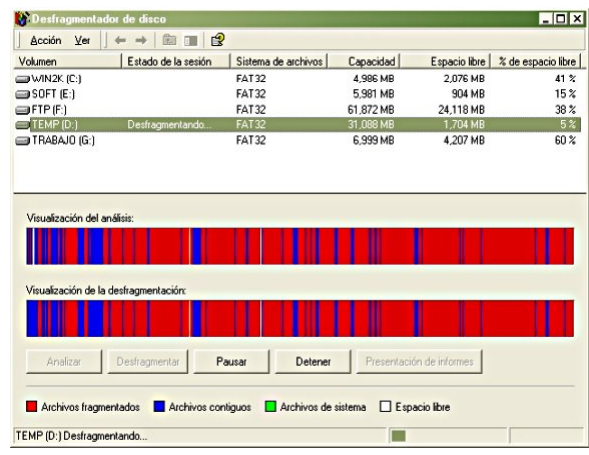 Desfragmentador de disco
Acción Ver
Volumen Estado de la sesión Sistema de archivos Capacidad Espacio libre % de espacio libre
WIN2K (C:) FAT32 4,986 MB 2,076 MB 41 %
SOFT (E:) FAT32 5,981 MB 904 MB 15 %
FTP (F:) FAT32 61,872 MB 24,118 MB 38 %
TEMP (D:) Desfragmentando... FAT32 31,088 MB 1,704 MB 5 %
TRABAJO (G:) FAT32 6,999 MB 4,207 MB 60 %
Visualización del análisis:
Visualización de la desfragmentación:
Analizar Desfragmentar Pausar Detener Presentación de informes
Archivos fragmentados Archivos contiguos Archivos de sistema Espacio libre
TEMP (D:) Desfragmentando...